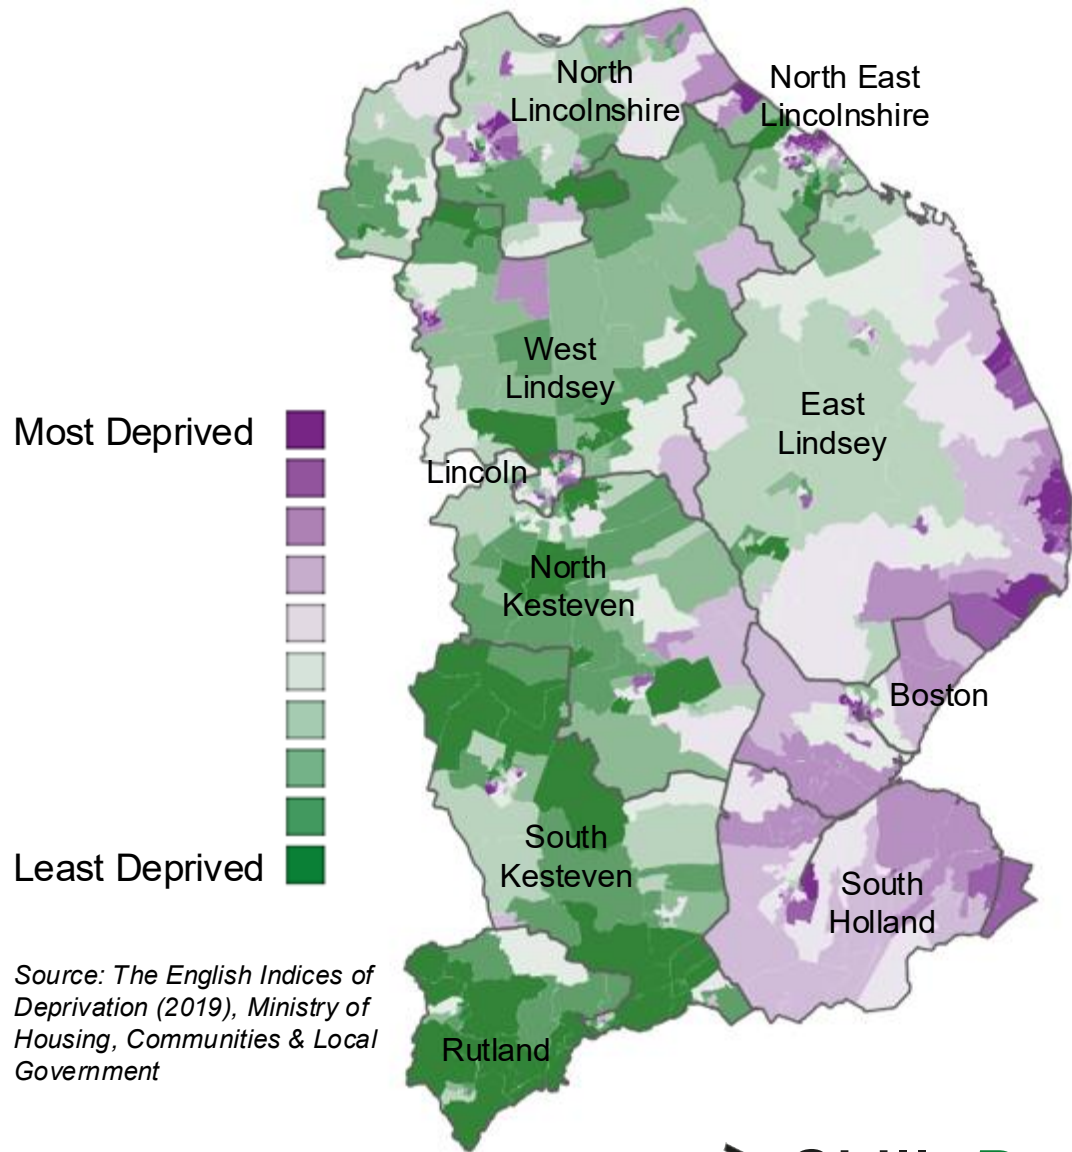 North
Lincolnshire
North East
Lincolnshire
West
Lindsey
East
Lindsey
Most Deprived
Lincoln
North
Kesteven
Boston
South
Kesteven
Least Deprived
South
Holland
Source: The English Indices of
Deprivation (2019), Ministry of
Housing, Communities & Local
Government
Rutland